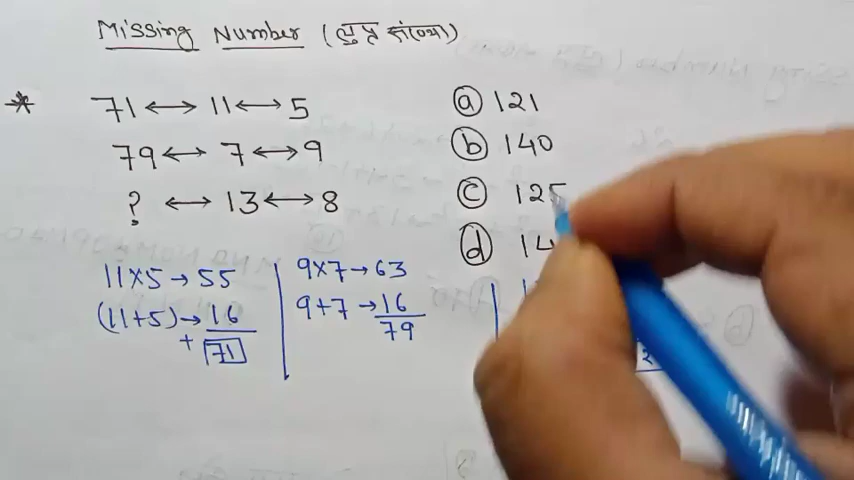 Missing Number (लुप्त संख्या)
* 71 ↔ 11 ↔ 5
79 ↔ 7 ↔ 9
? ↔ 13 ↔ 8
ⓐ 121
ⓑ 140
ⓒ 125
ⓓ 14
11×5→55
(11+5)→16
+ 71
9×7→63
9+7→16
79